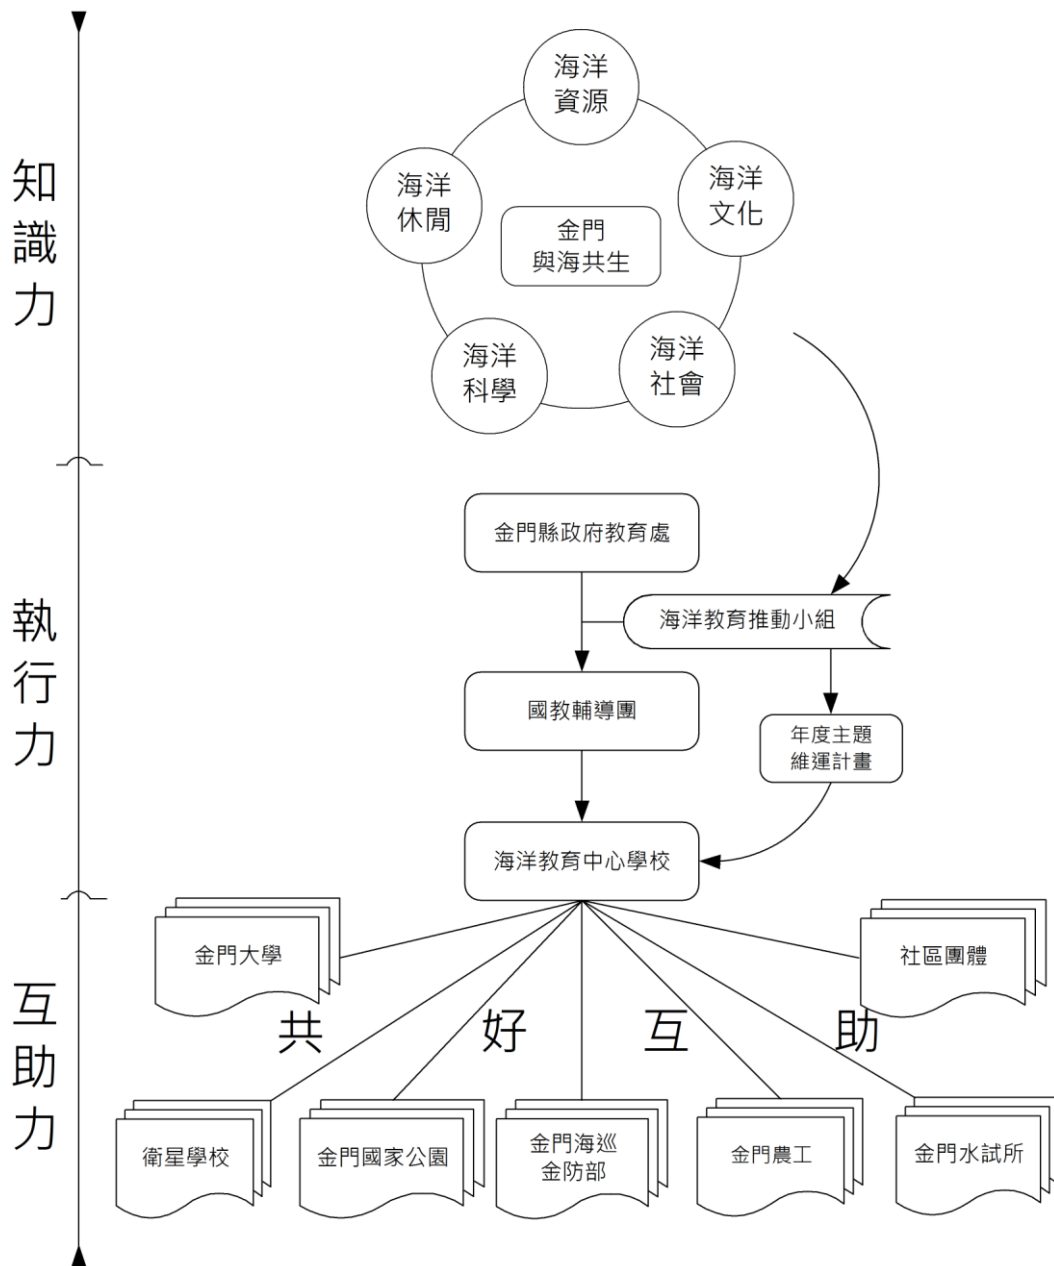 知識力
海洋
資源
海洋
休閒
海洋
文化
金門
與海共生
海洋
科學
海洋
社會
執行力
金門縣政府教育處
海洋教育推動小組
國教輔導團
年度主題
維運計畫
海洋教育中心學校
互助力
金門大學
社區團體
共好互助
衛星學校
金門國家公園
金門海巡
金防部
金門農工
金門水試所